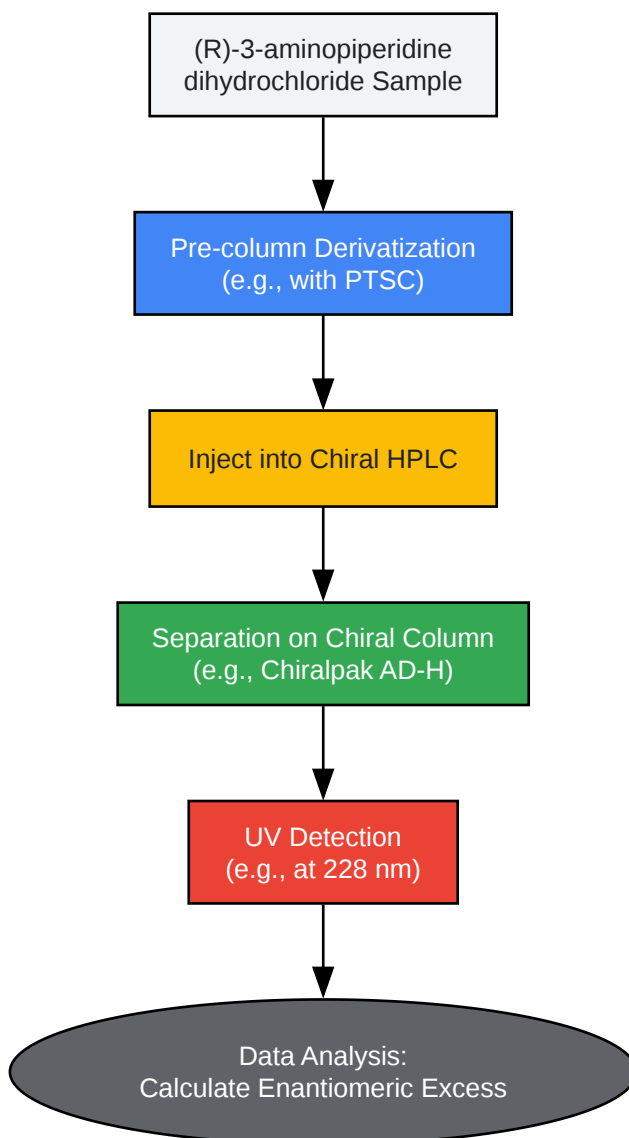 (R)-3-aminopiperidine
dihydrochloride Sample
Pre-column Derivatization
(e.g., with PTSC)
Inject into Chiral HPLC
Separation on Chiral Column
(e.g., Chiralpak AD-H)
UV Detection
(e.g., at 228 nm)
Data Analysis:
Calculate Enantiomeric Excess